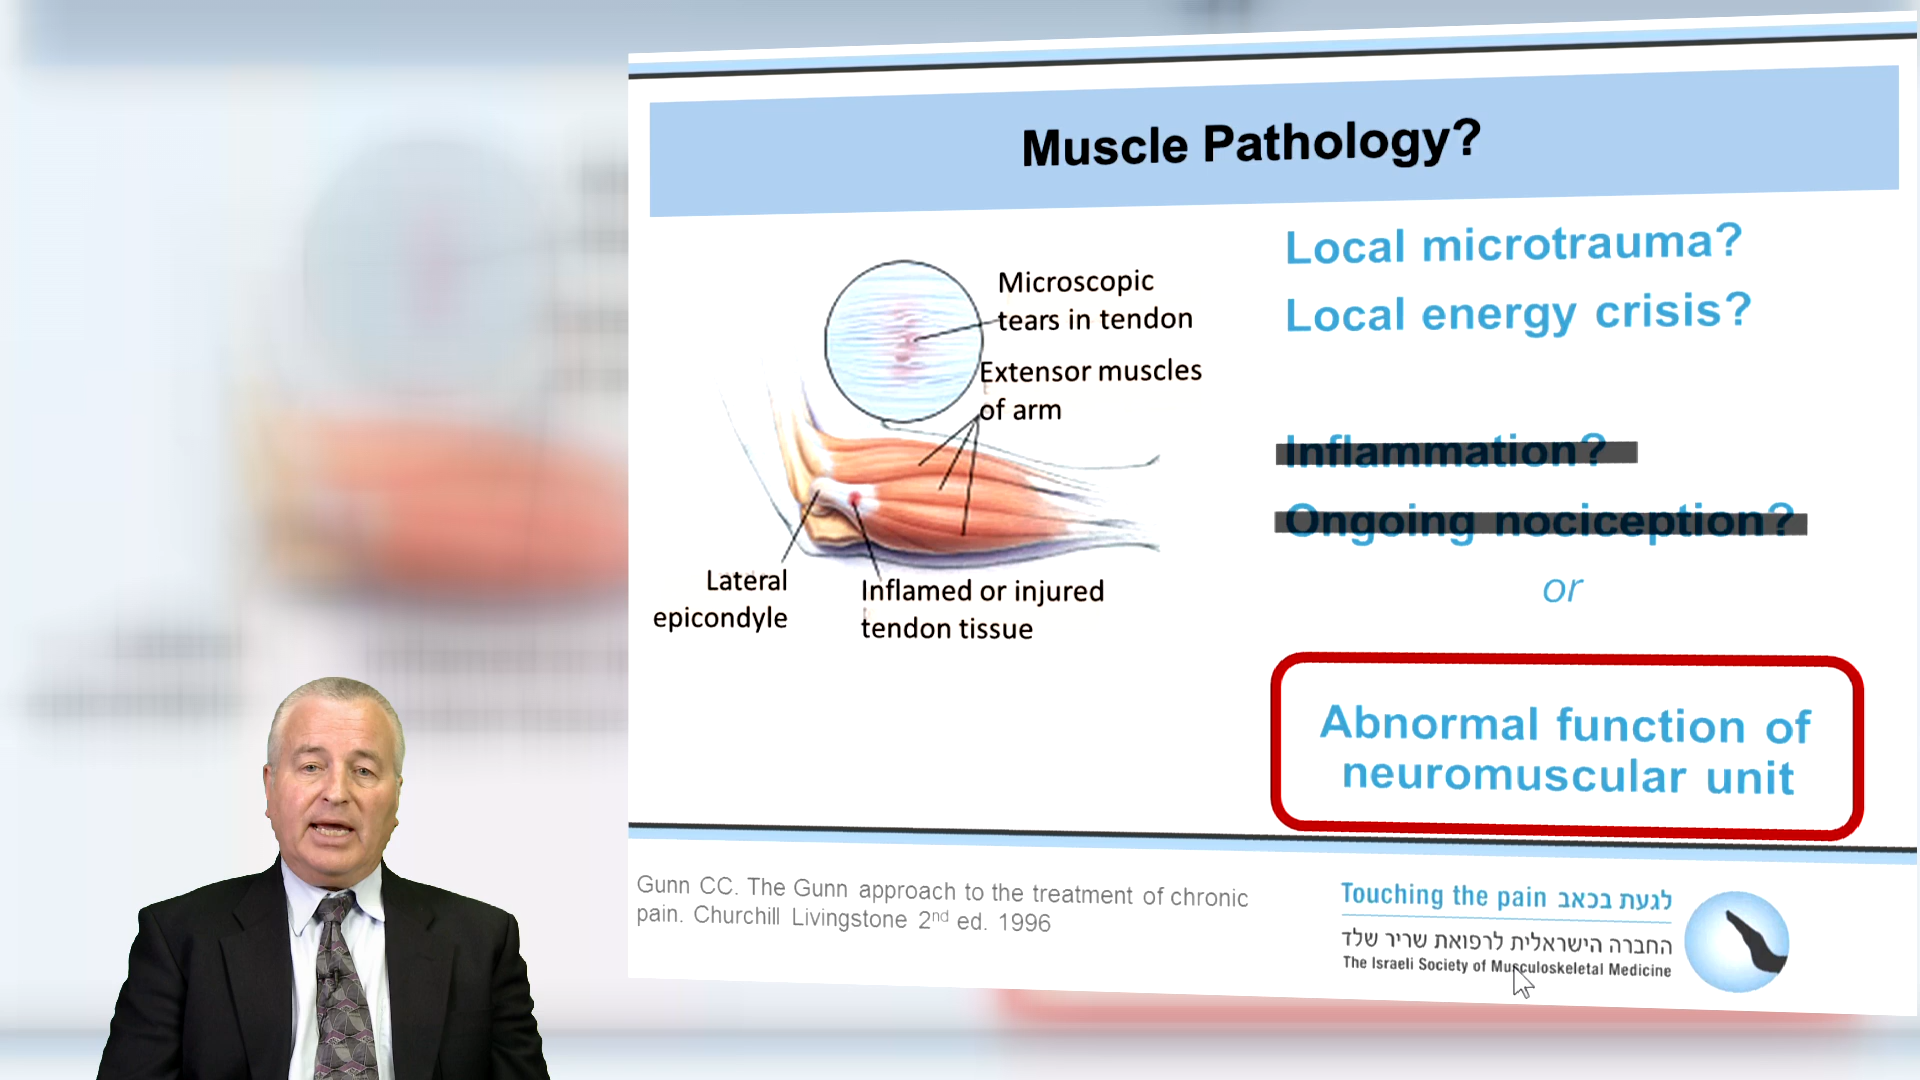 Muscle Pathology?
Microscopic
tears in tendon
Extensor muscles
of arm
Lateral
epicondyle
Inflamed or injured
tendon tissue
Local microtrauma?
Local energy crisis?
Inflammation?
Ongoing nociception?
or
Abnormal function of
neuromuscular unit
Gunn CC. The Gunn approach to the treatment of chronic
pain. Churchill Livingstone 2nd ed. 1996
Touching the pain לגעת בכאב
החברה הישראלית לרפואת שריר שלד
The Israeli Society of Musculoskeletal Medicine